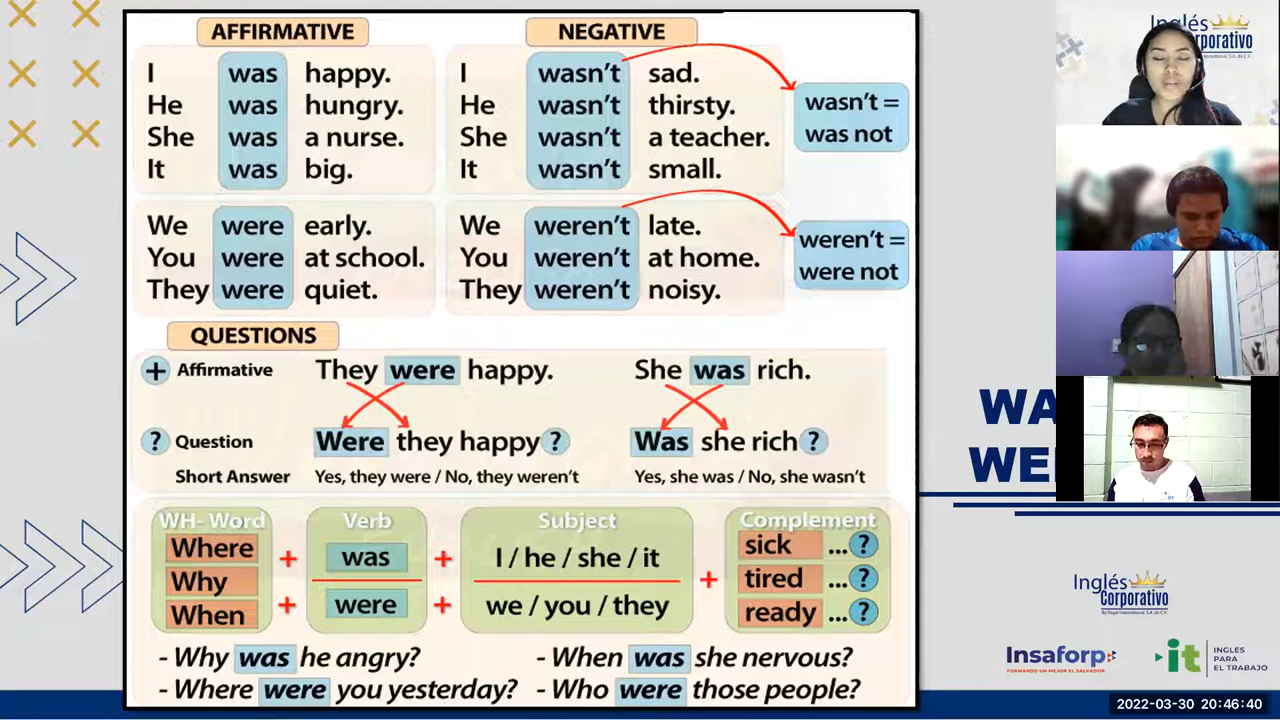 AFFIRMATIVE
I was happy.
He was hungry.
She was a nurse.
It was big.
We were early.
You were at school.
They were quiet.
NEGATIVE
I wasn't sad.
He wasn't thirsty.
She wasn't a teacher.
It wasn't small.
We weren't late.
You weren't at home.
They weren't noisy.
wasn't =
was not
weren't =
were not
QUESTIONS
+ Affirmative They were happy. She was rich.
? Question Were they happy? Was she rich?
Short Answer Yes, they were / No, they weren't Yes, she was / No, she wasn't
WH- Word
Where
Why
When
+
+
Verb
was
were
+
+
Subject
I / he / she / it
we / you / they
+
Complement
sick ...?
tired ...?
ready ...?
- Why was he angry?
- Where were you yesterday?
- When was she nervous?
- Who were those people?
WA
WE
Inglés
Corporativo
Insaforp
FORMANDO UN MEJOR EL SALVADOR
it
INGLÉS
PARA
EL TRABAJO
Inglés
rporativo
2022-03-30 20:46:40